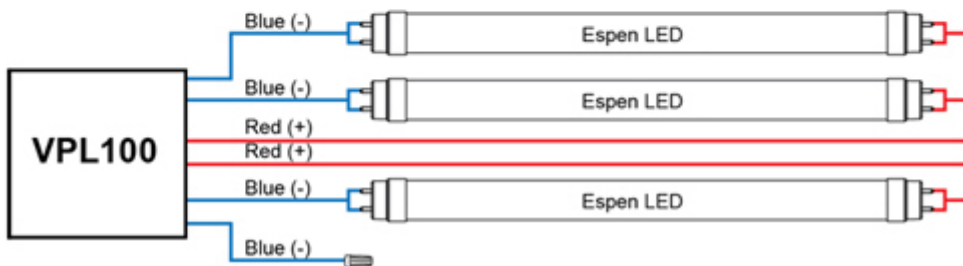 Blue (-)
Espen LED
Blue (-)
Espen LED
Red (+)
VPL100
Red (+)
Blue (-)
Espen LED
Blue (-)